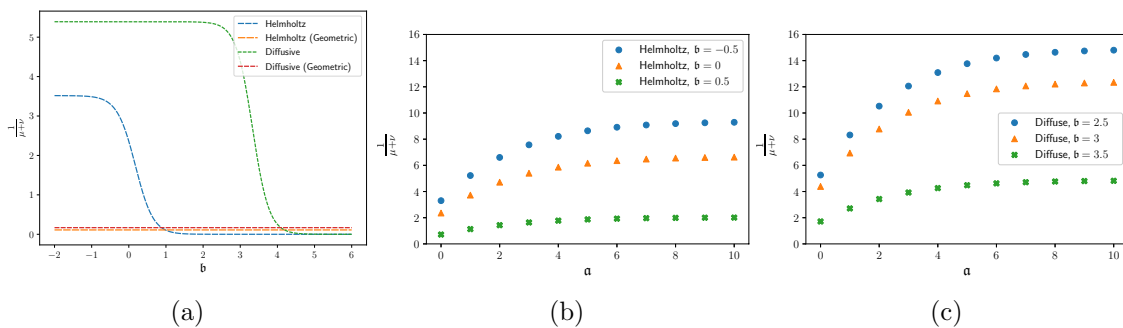 5
4
3
2
1
0
−2
−1
0
1
2
3
4
5
6
𝔟
1
μ+ν
Helmholtz
Helmholtz (Geometric)
Diffusive
Diffusive (Geometric)
(a)
16
14
12
10
8
6
4
2
0
0
2
4
6
8
10
𝔞
1
μ+ν
Helmholtz, 𝔟 = −0.5
Helmholtz, 𝔟 = 0
Helmholtz, 𝔟 = 0.5
(b)
16
14
12
10
8
6
4
2
0
0
2
4
6
8
10
𝔞
1
μ+ν
Diffuse, 𝔟 = 2.5
Diffuse, 𝔟 = 3
Diffuse, 𝔟 = 3.5
(c)